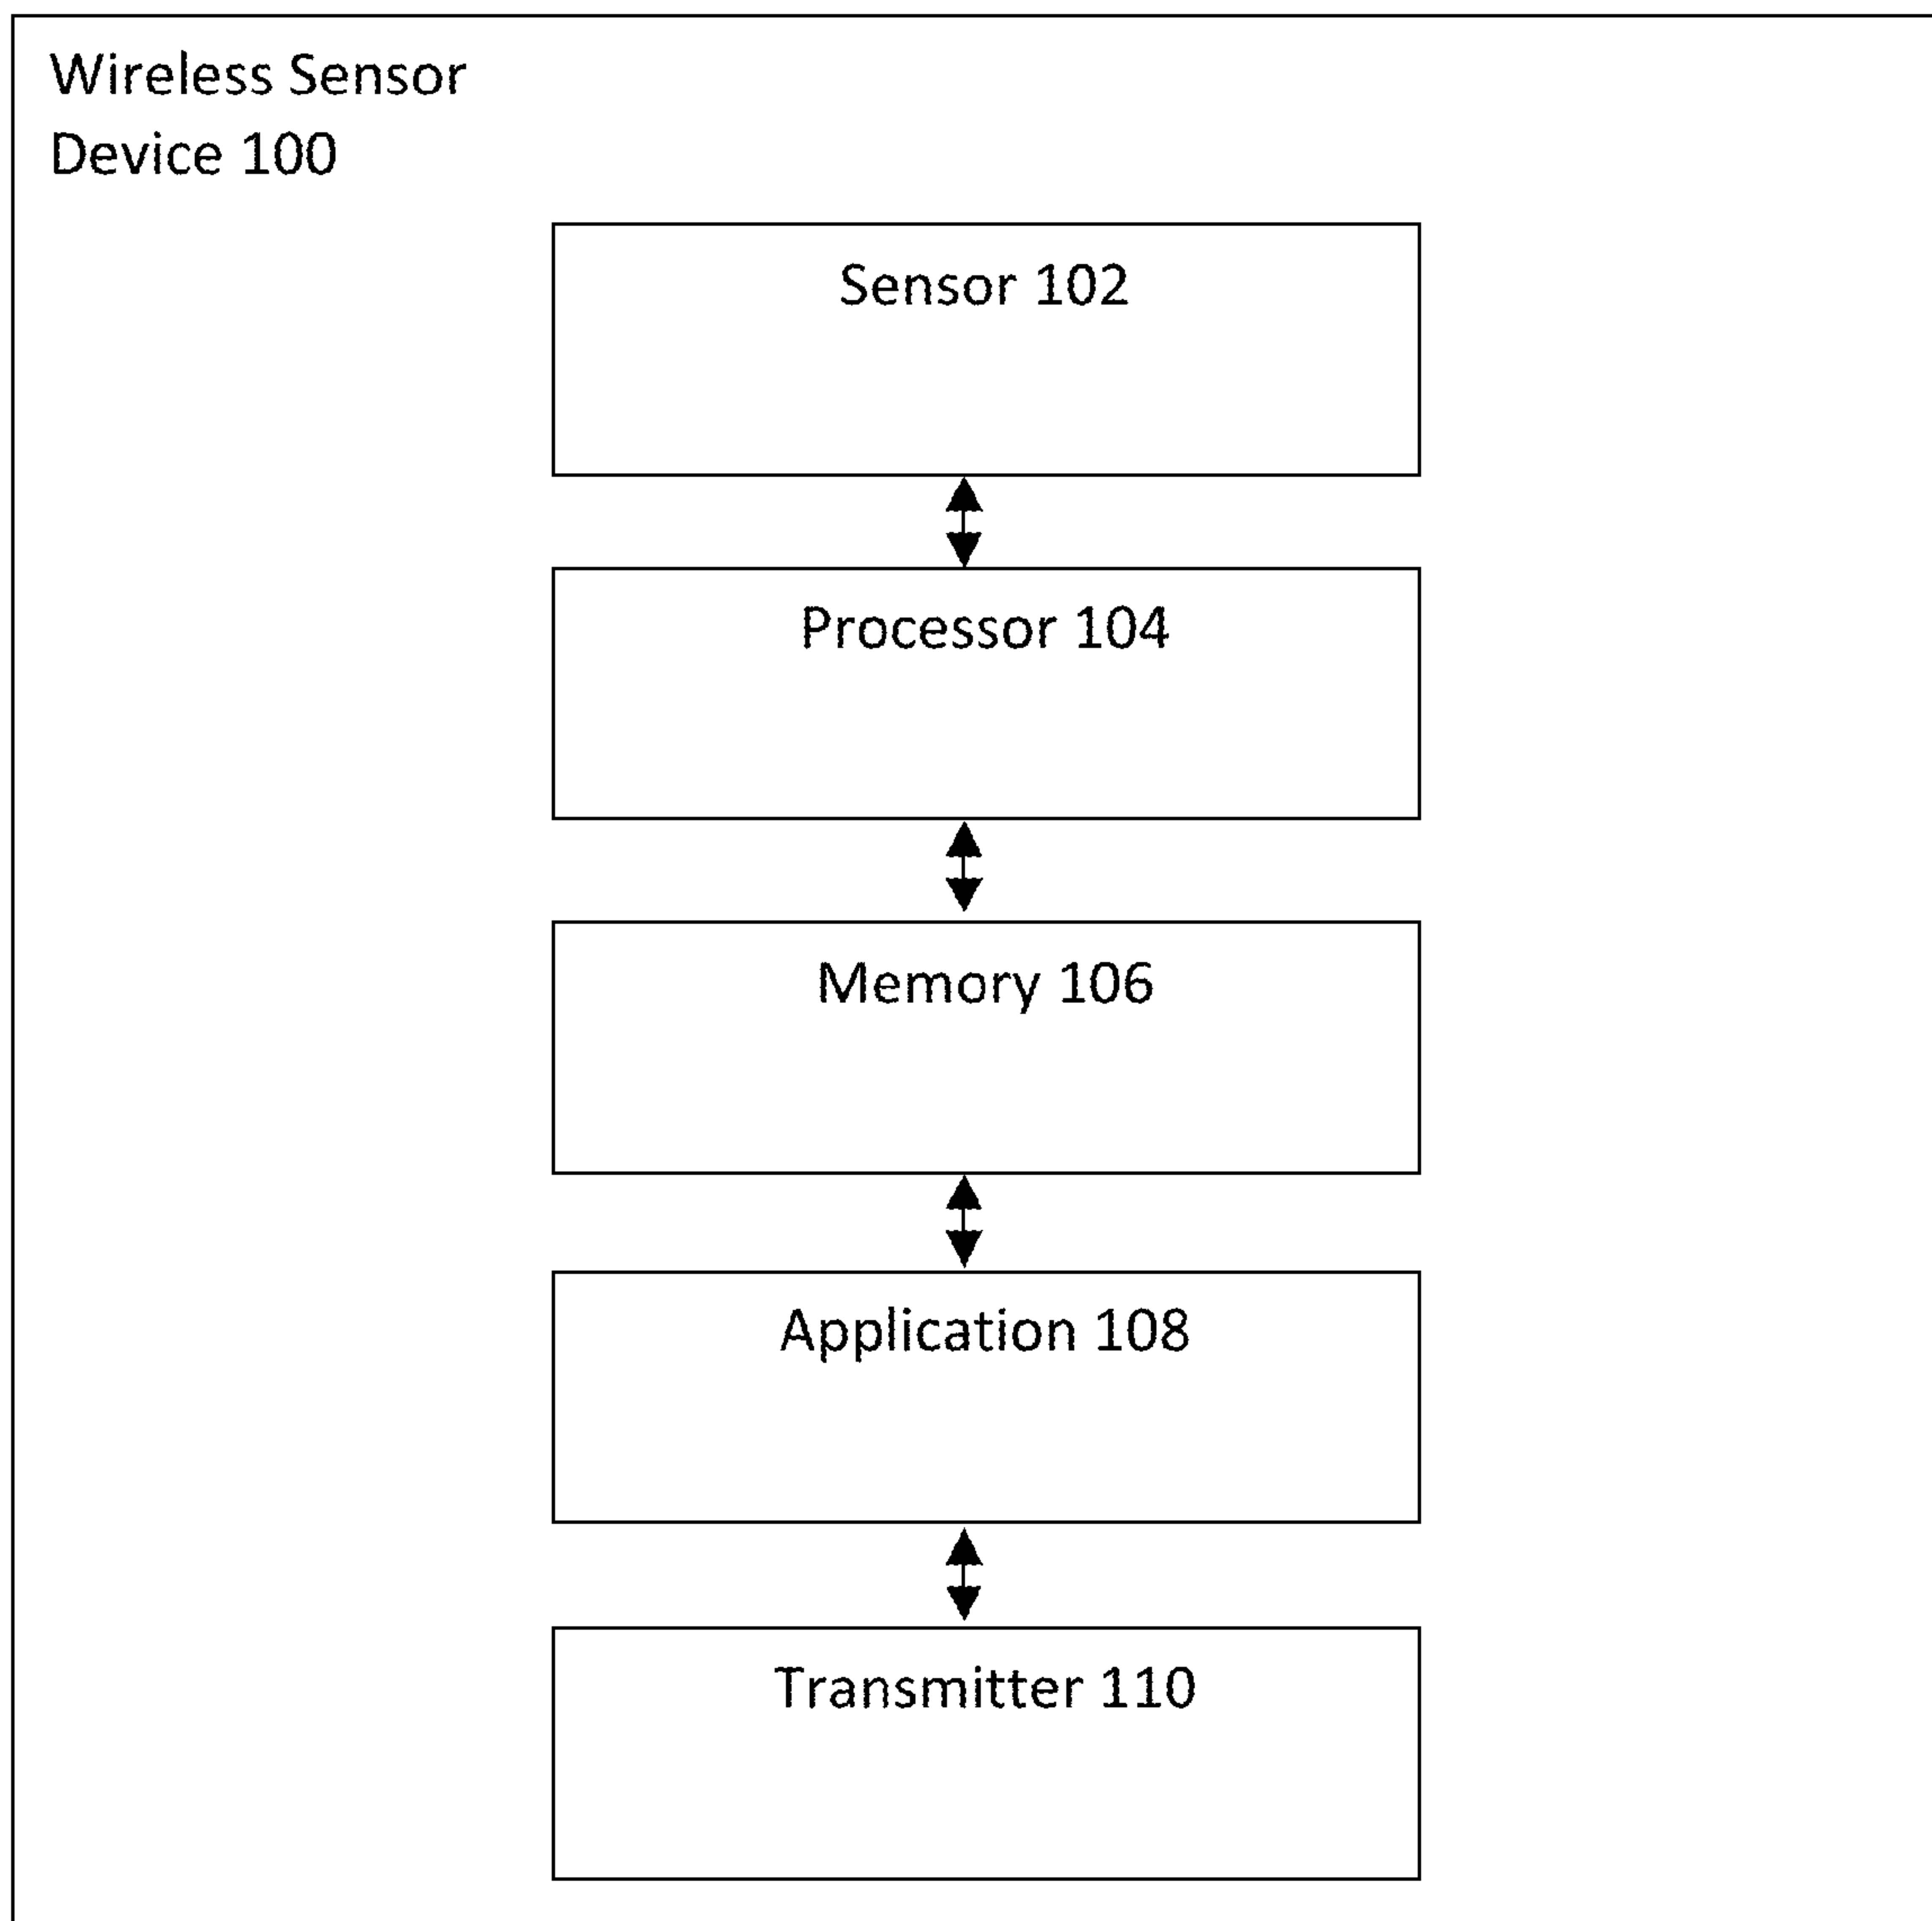 Wireless Sensor
Device 100
Sensor 102
Processor 104
Memory 106
Application 108
Transmitter 110